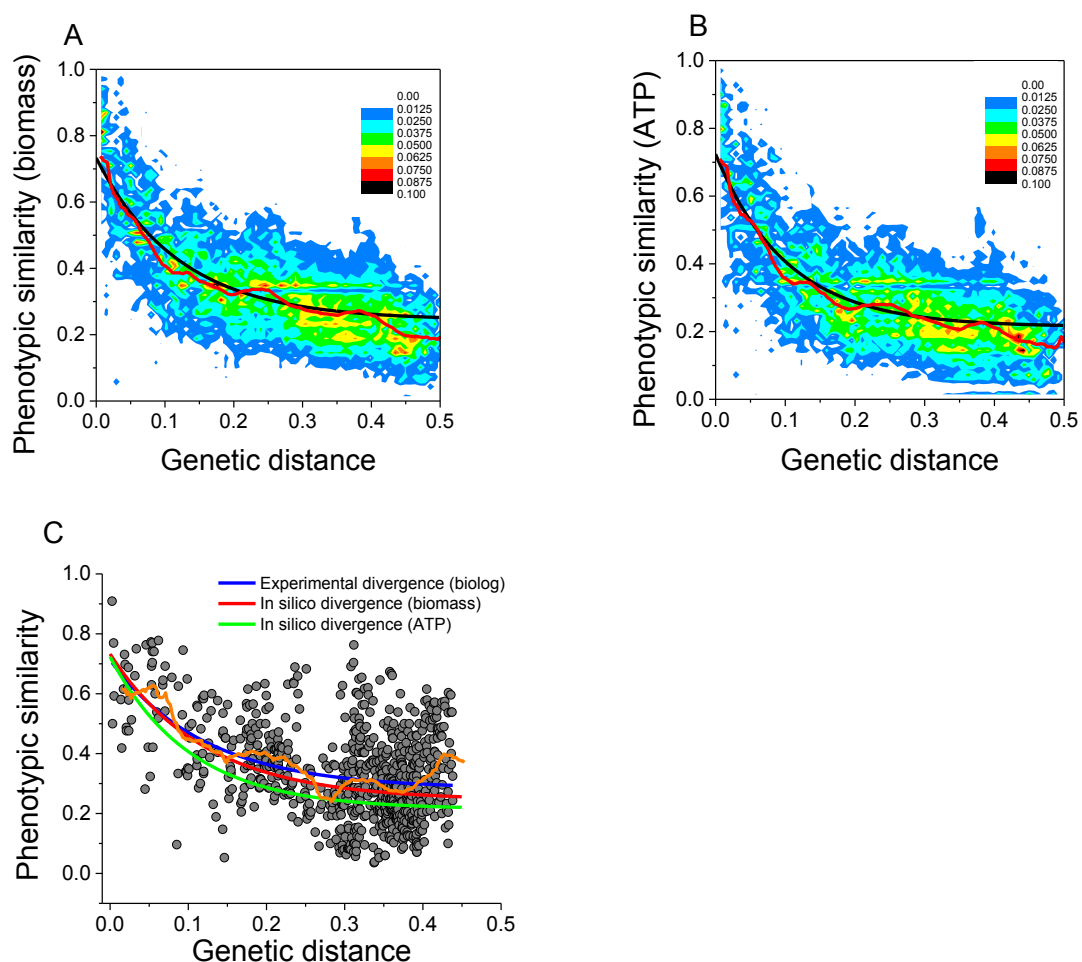 A
Phenotypic similarity (biomass)
1.0
0.8
0.6
0.4
0.2
0.0
0.0 0.1 0.2 0.3 0.4 0.5
Genetic distance
0.00
0.0125
0.0250
0.0375
0.0500
0.0625
0.0750
0.0875
0.100
B
Phenotypic similarity (ATP)
1.0
0.8
0.6
0.4
0.2
0.0
0.0 0.1 0.2 0.3 0.4 0.5
Genetic distance
0.00
0.0125
0.0250
0.0375
0.0500
0.0625
0.0750
0.0875
0.100
C
Phenotypic similarity
1.0
0.8
0.6
0.4
0.2
0.0
Experimental divergence (biolog)
In silico divergence (biomass)
In silico divergence (ATP)
0.0 0.1 0.2 0.3 0.4 0.5
Genetic distance